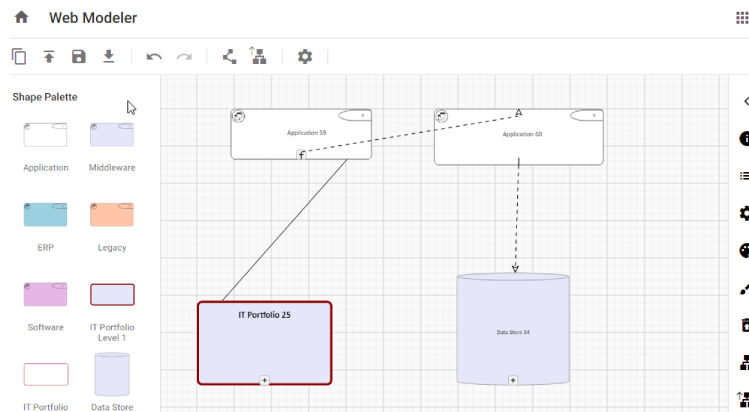 Web Modeler
Shape Palette
Application
Middleware
ERP
Legacy
Software
IT Portfolio
Level 1
IT Portfolio
Data Store
Application 59
Application 60
IT Portfolio 25
Data Store 34